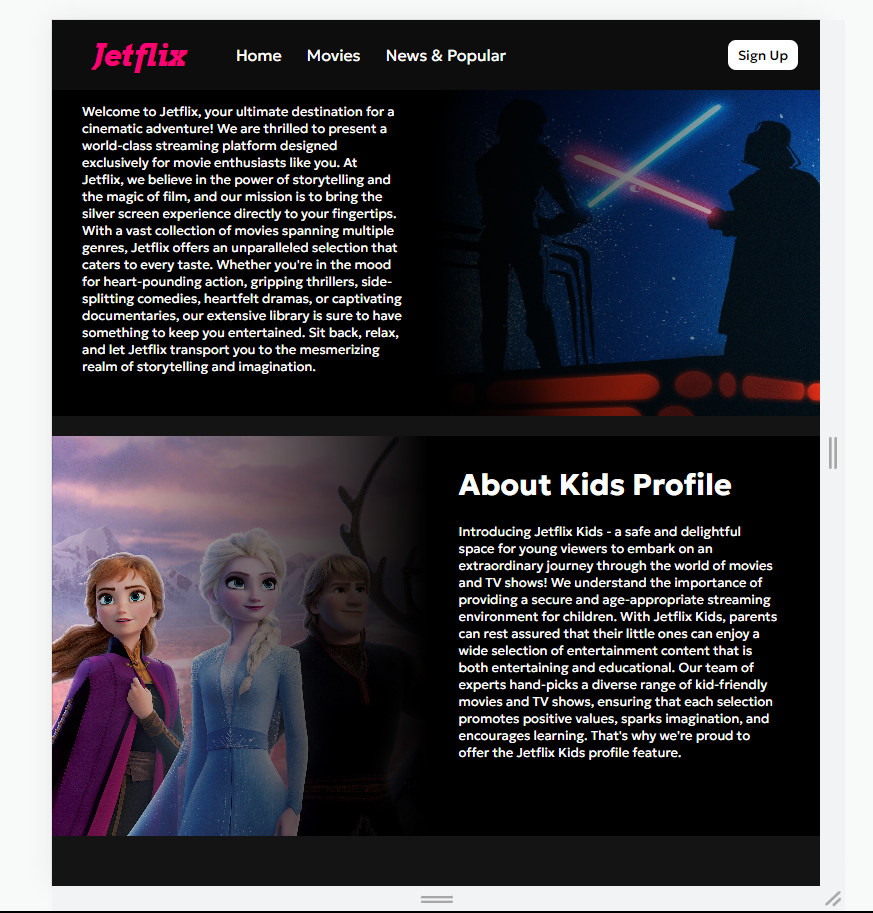 Jetflix Home Movies News & Popular Sign Up
Welcome to Jetflix, your ultimate destination for a
cinematic adventure! We are thrilled to present a
world-class streaming platform designed
exclusively for movie enthusiasts like you. At
Jetflix, we believe in the power of storytelling and
the magic of film, and our mission is to bring the
silver screen experience directly to your fingertips.
With a vast collection of movies spanning multiple
genres, Jetflix offers an unparalleled selection that
caters to every taste. Whether you're in the mood
for heart-pounding action, gripping thrillers, side-
splitting comedies, heartfelt dramas, or captivating
documentaries, our extensive library is sure to have
something to keep you entertained. Sit back, relax,
and let Jetflix transport you to the mesmerizing
realm of storytelling and imagination.
About Kids Profile
Introducing Jetflix Kids - a safe and delightful
space for young viewers to embark on an
extraordinary journey through the world of movies
and TV shows! We understand the importance of
providing a secure and age-appropriate streaming
environment for children. With Jetflix Kids, parents
can rest assured that their little ones can enjoy a
wide selection of entertainment content that is
both entertaining and educational. Our team of
experts hand-picks a diverse range of kid-friendly
movies and TV shows, ensuring that each selection
promotes positive values, sparks imagination, and
encourages learning. That's why we're proud to
offer the Jetflix Kids profile feature.